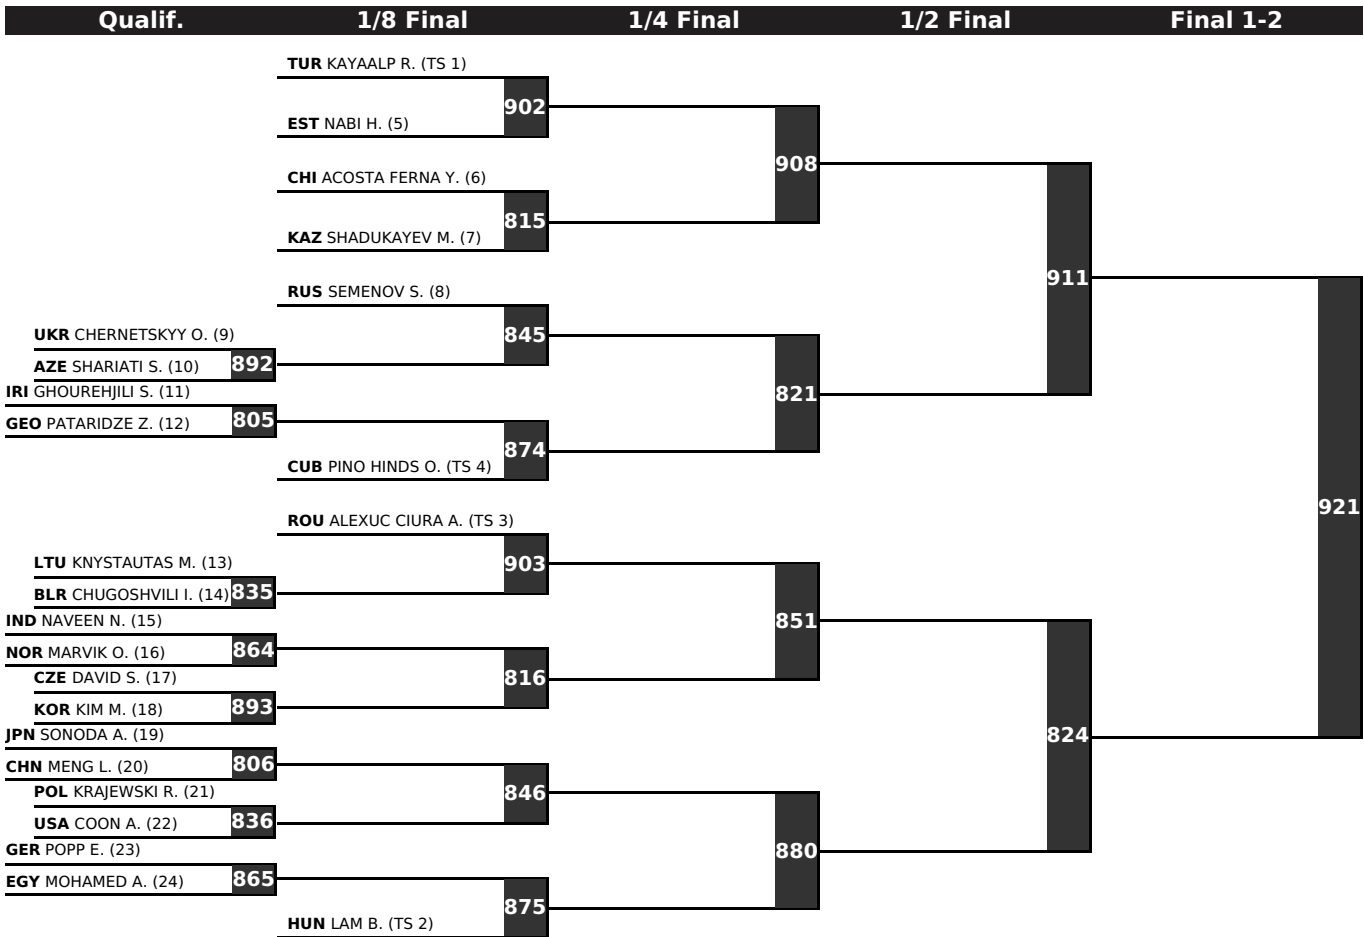 Qualif. 1/8 Final 1/4 Final 1/2 Final Final 1-2
TUR KAYAALP R. (TS 1)
902
EST NABI H. (5)
908
CHI ACOSTA FERNA Y. (6)
815
KAZ SHADUKAYEV M. (7)
911
RUS SEMENOV S. (8)
845
UKR CHERNETSKYY O. (9)
892
AZE SHARIATI S. (10)
821
IRI GHOUREHJILI S. (11)
805
GEO PATARIDZE Z. (12)
874
CUB PINO HINDS O. (TS 4)
921
ROU ALEXUC CIURA A. (TS 3)
903
LTU KNYSTAUTAS M. (13)
835
BLR CHUGOSHVILI I. (14)
851
IND NAVEEN N. (15)
864
NOR MARVIK O. (16)
816
CZE DAVID S. (17)
893
KOR KIM M. (18)
824
JPN SONODA A. (19)
806
CHN MENG L. (20)
846
POL KRAJEWSKI R. (21)
836
USA COON A. (22)
880
GER POPP E. (23)
865
EGY MOHAMED A. (24)
875
HUN LAM B. (TS 2)